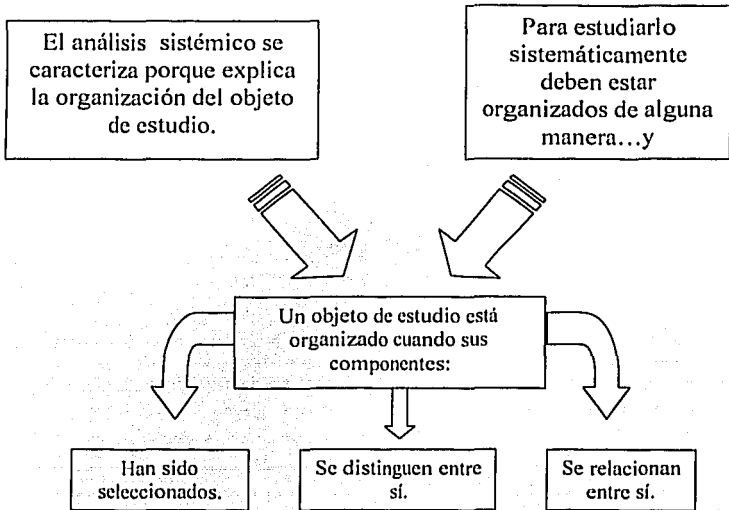 El análisis sistémico se
caracteriza porque explica
la organización del objeto
de estudio.
Para estudiarlo
sistemáticamente
deben estar
organizados de alguna
manera...y
Un objeto de estudio está
organizado cuando sus
componentes:
Han sido
seleccionados.
Se distinguen entre
sí.
Se relacionan
entre sí.